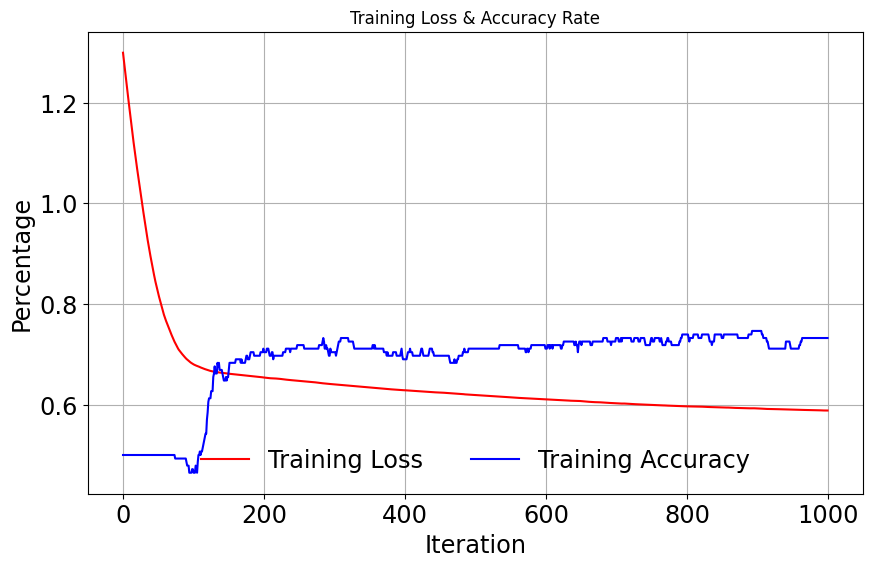 Training Loss & Accuracy Rate
1.2
1.0
0.8
0.6
Percentage
Training Loss Training Accuracy
0 200 400 600 800 1000
Iteration